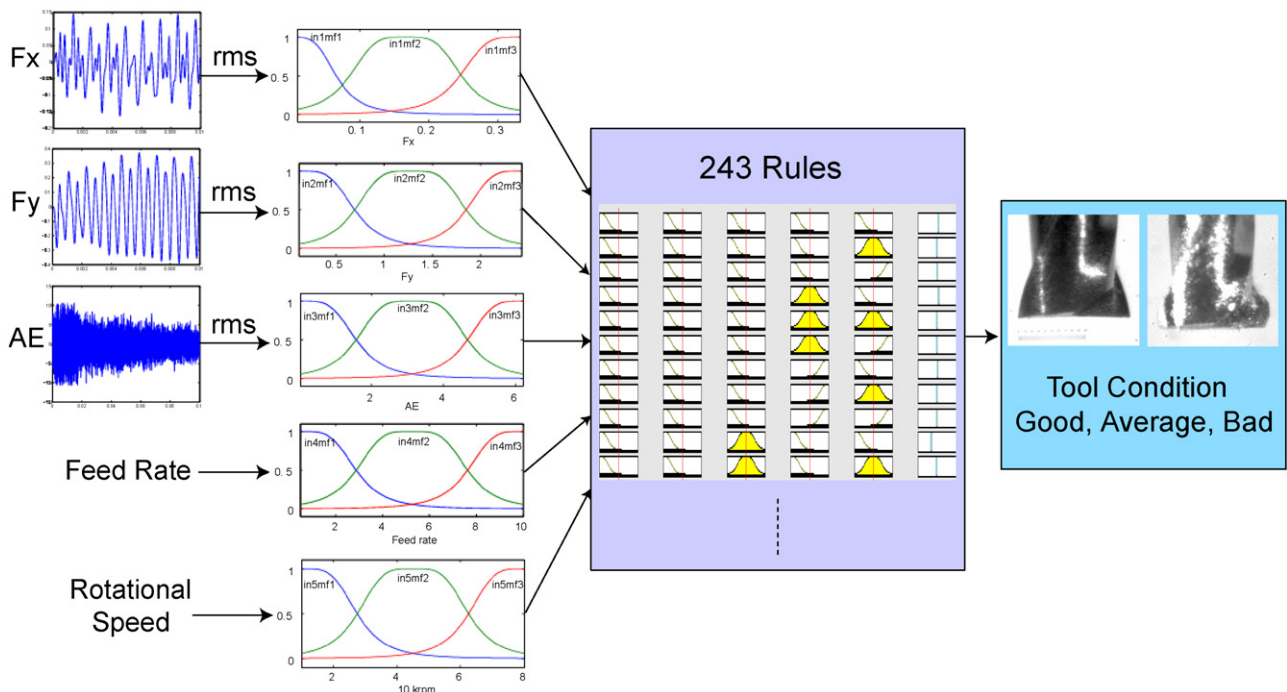 Fx
rms
in1mf1
in1mf2
in1mf3
1
0.5
0
0.1
0.2
0.3
Fx
Fy
rms
in2mf1
in2mf2
in2mf3
1
0.5
0
0.5
1
1.5
2
Fy
AE
rms
in3mf1
in3mf2
in3mf3
1
0.5
0
2
4
6
AE
Feed Rate
in4mf1
in4mf2
in4mf3
1
0.5
0
2
4
6
8
10
Feed rate
Rotational
Speed
in5mf1
in5mf2
in5mf3
1
0.5
0
2
4
6
8
243 Rules
Tool Condition
Good, Average, Bad